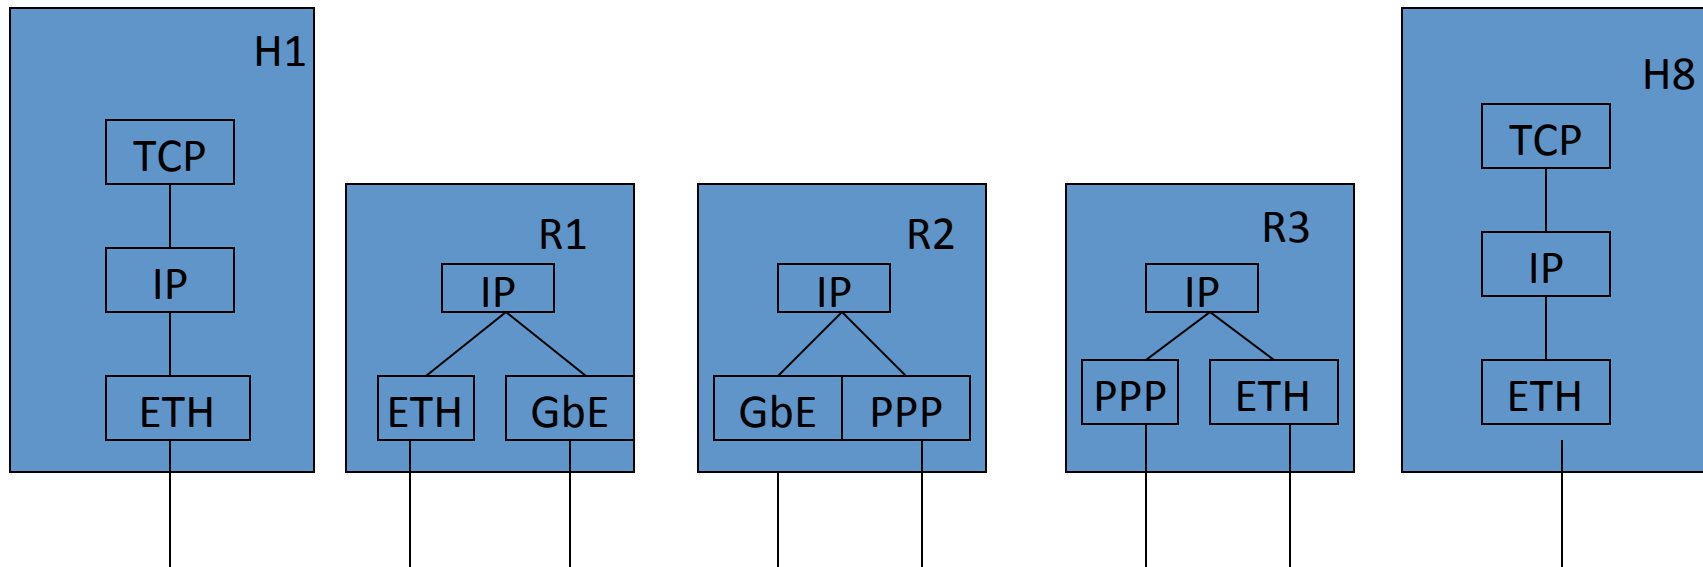 H1
TCP
IP
ETH
R1
IP
ETH GbE
R2
IP
GbE PPP
R3
IP
PPP ETH
H8
TCP
IP
ETH